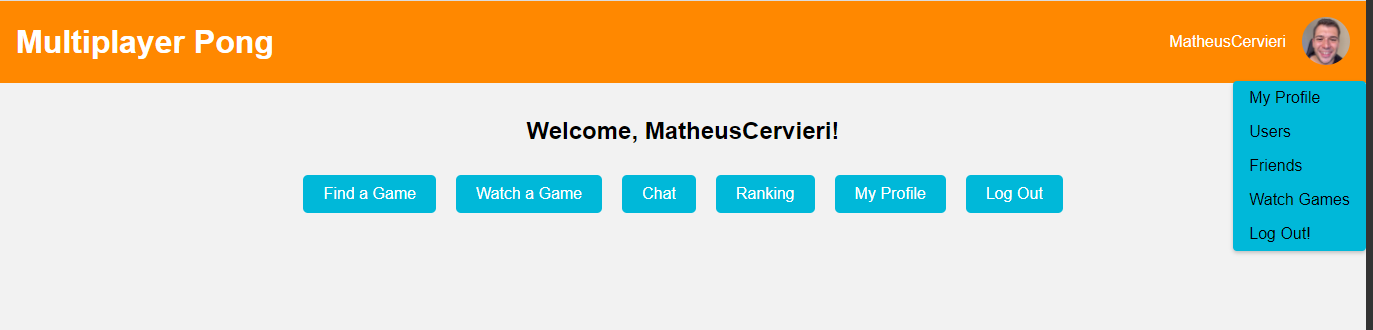 Multiplayer Pong
MatheusCervieri
My Profile
Users
Friends
Watch Games
Log Out!
Welcome, MatheusCervieri!
Find a Game
Watch a Game
Chat
Ranking
My Profile
Log Out